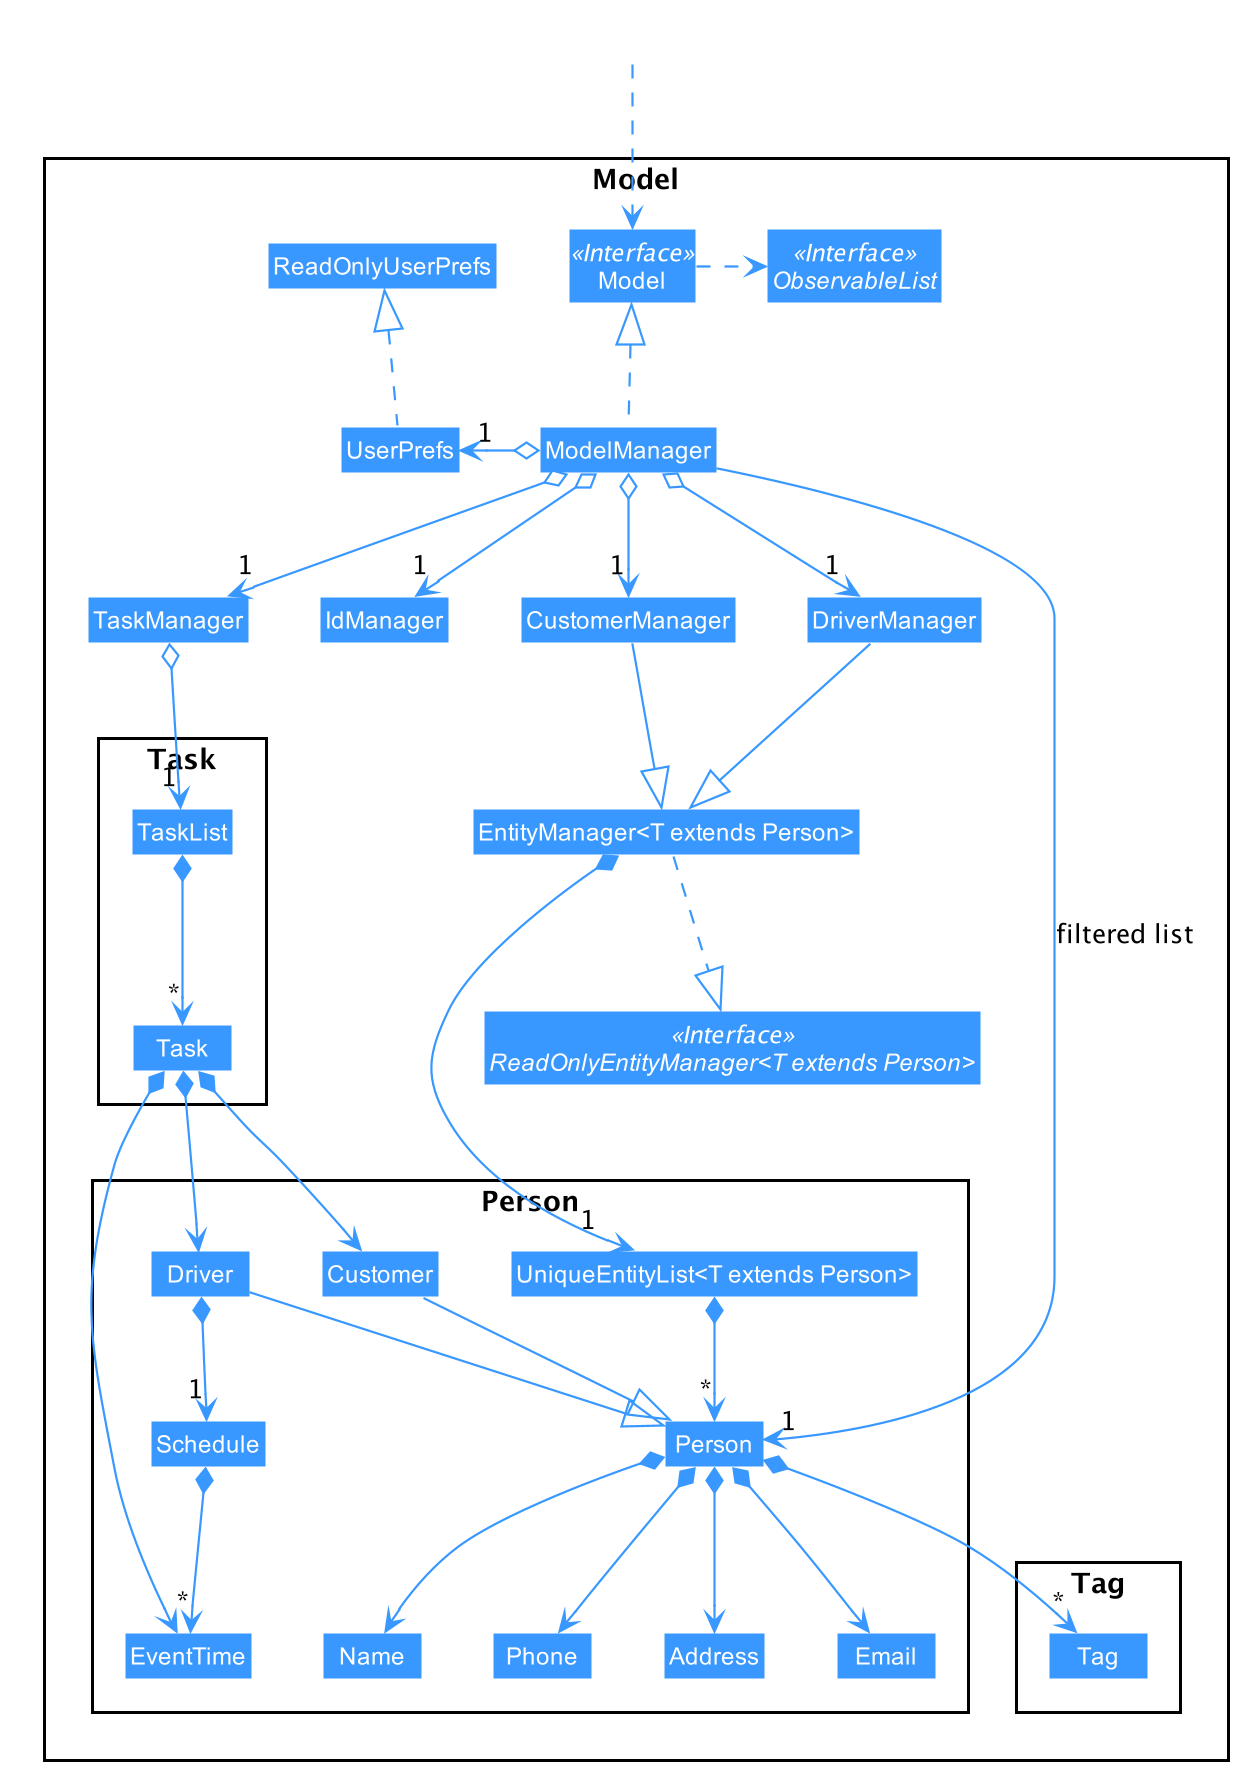 Model
ReadOnlyUserPrefs
«Interface»
Model
«Interface»
ObservableList
UserPrefs
1
ModelManager
1
1
1
1
TaskManager
IdManager
CustomerManager
DriverManager
Task
1
TaskList
EntityManager<T extends Person>
filtered list
*
«Interface»
ReadOnlyEntityManager<T extends Person>
Task
Person
1
Driver
Customer
UniqueEntityList<T extends Person>
1
*
1
Schedule
Person
*
Tag
*
EventTime
Name
Phone
Address
Email
Tag